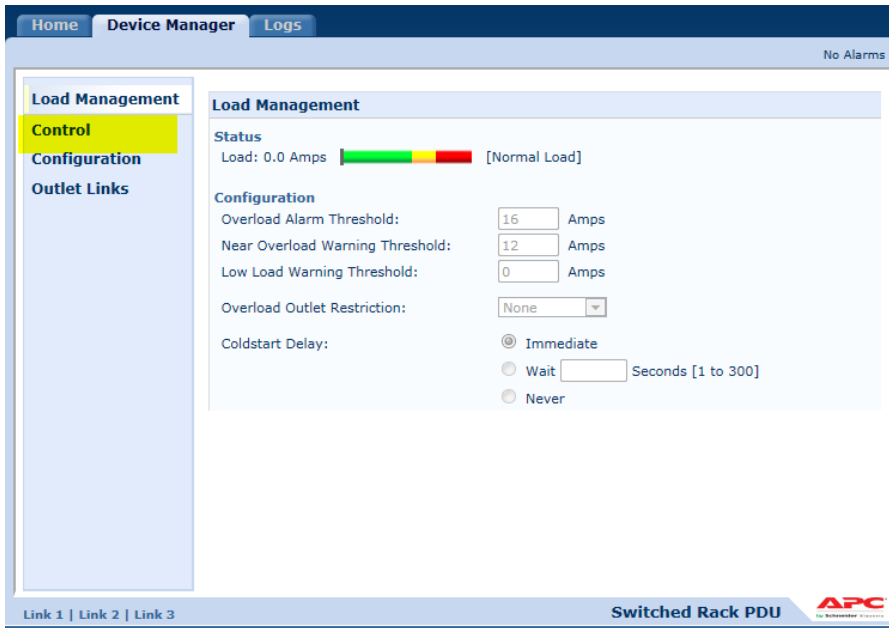 Home Device Manager Logs
No Alarms
Load Management
Control
Configuration
Outlet Links
Load Management
Status
Load: 0.0 Amps [Normal Load]
Configuration
Overload Alarm Threshold: 16 Amps
Near Overload Warning Threshold: 12 Amps
Low Load Warning Threshold: 0 Amps
Overload Outlet Restriction: None
Coldstart Delay: Immediate
Wait Seconds [1 to 300]
Never
Link 1 | Link 2 | Link 3
Switched Rack PDU
APC
by Schneider Electric